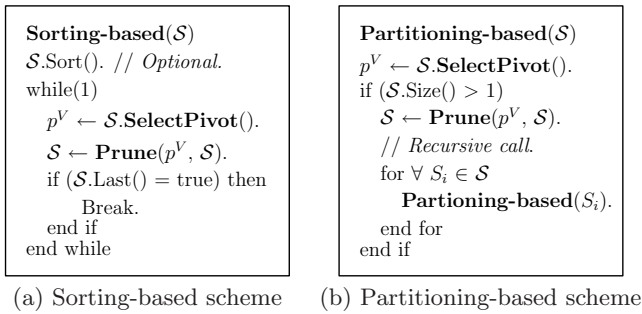 Sorting-based(𝒮)
𝒮.Sort(). // Optional.
while(1)
p^V ← 𝒮.SelectPivot().
𝒮 ← Prune(p^V, 𝒮).
if (𝒮.Last() = true) then
Break.
end if
end while
(a) Sorting-based scheme
Partitioning-based(𝒮)
p^V ← 𝒮.SelectPivot().
if (𝒮.Size() > 1)
𝒮 ← Prune(p^V, 𝒮).
// Recursive call.
for ∀ S_i ∈ 𝒮
Partioning-based(S_i).
end for
end if
(b) Partitioning-based scheme